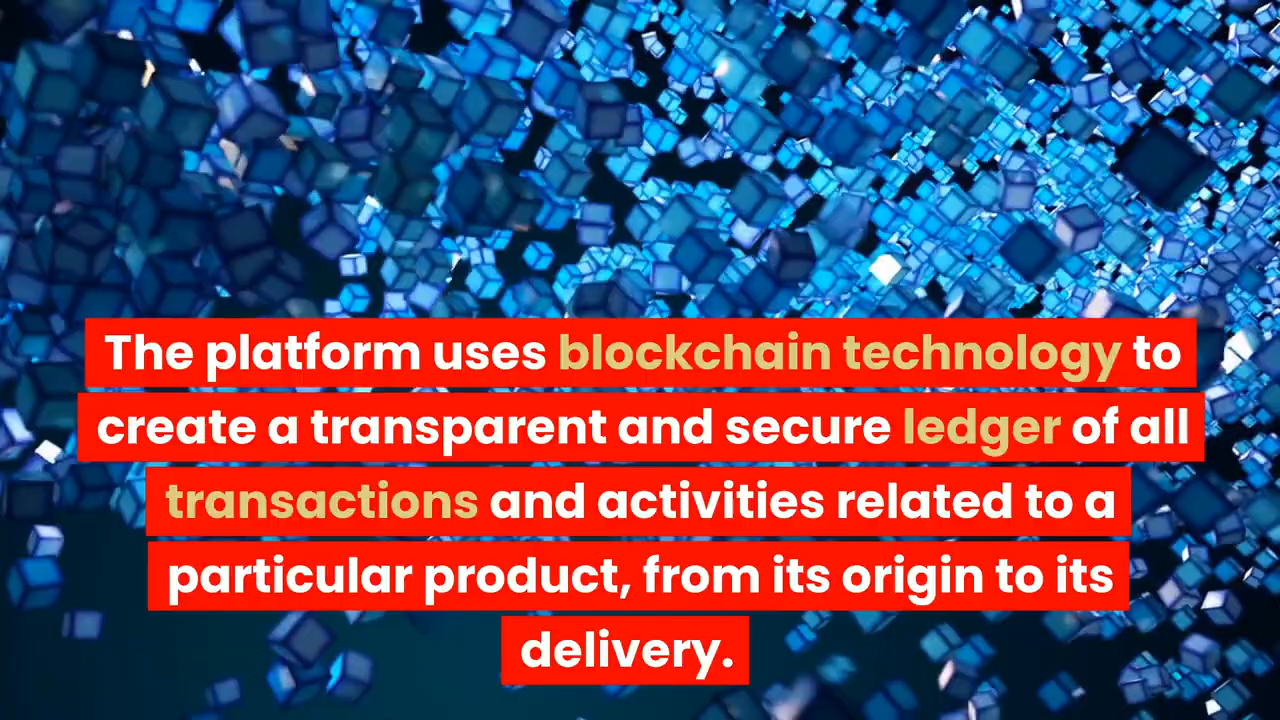 The platform uses blockchain technology to
create a transparent and secure ledger of all
transactions and activities related to a
particular product, from its origin to its
delivery.